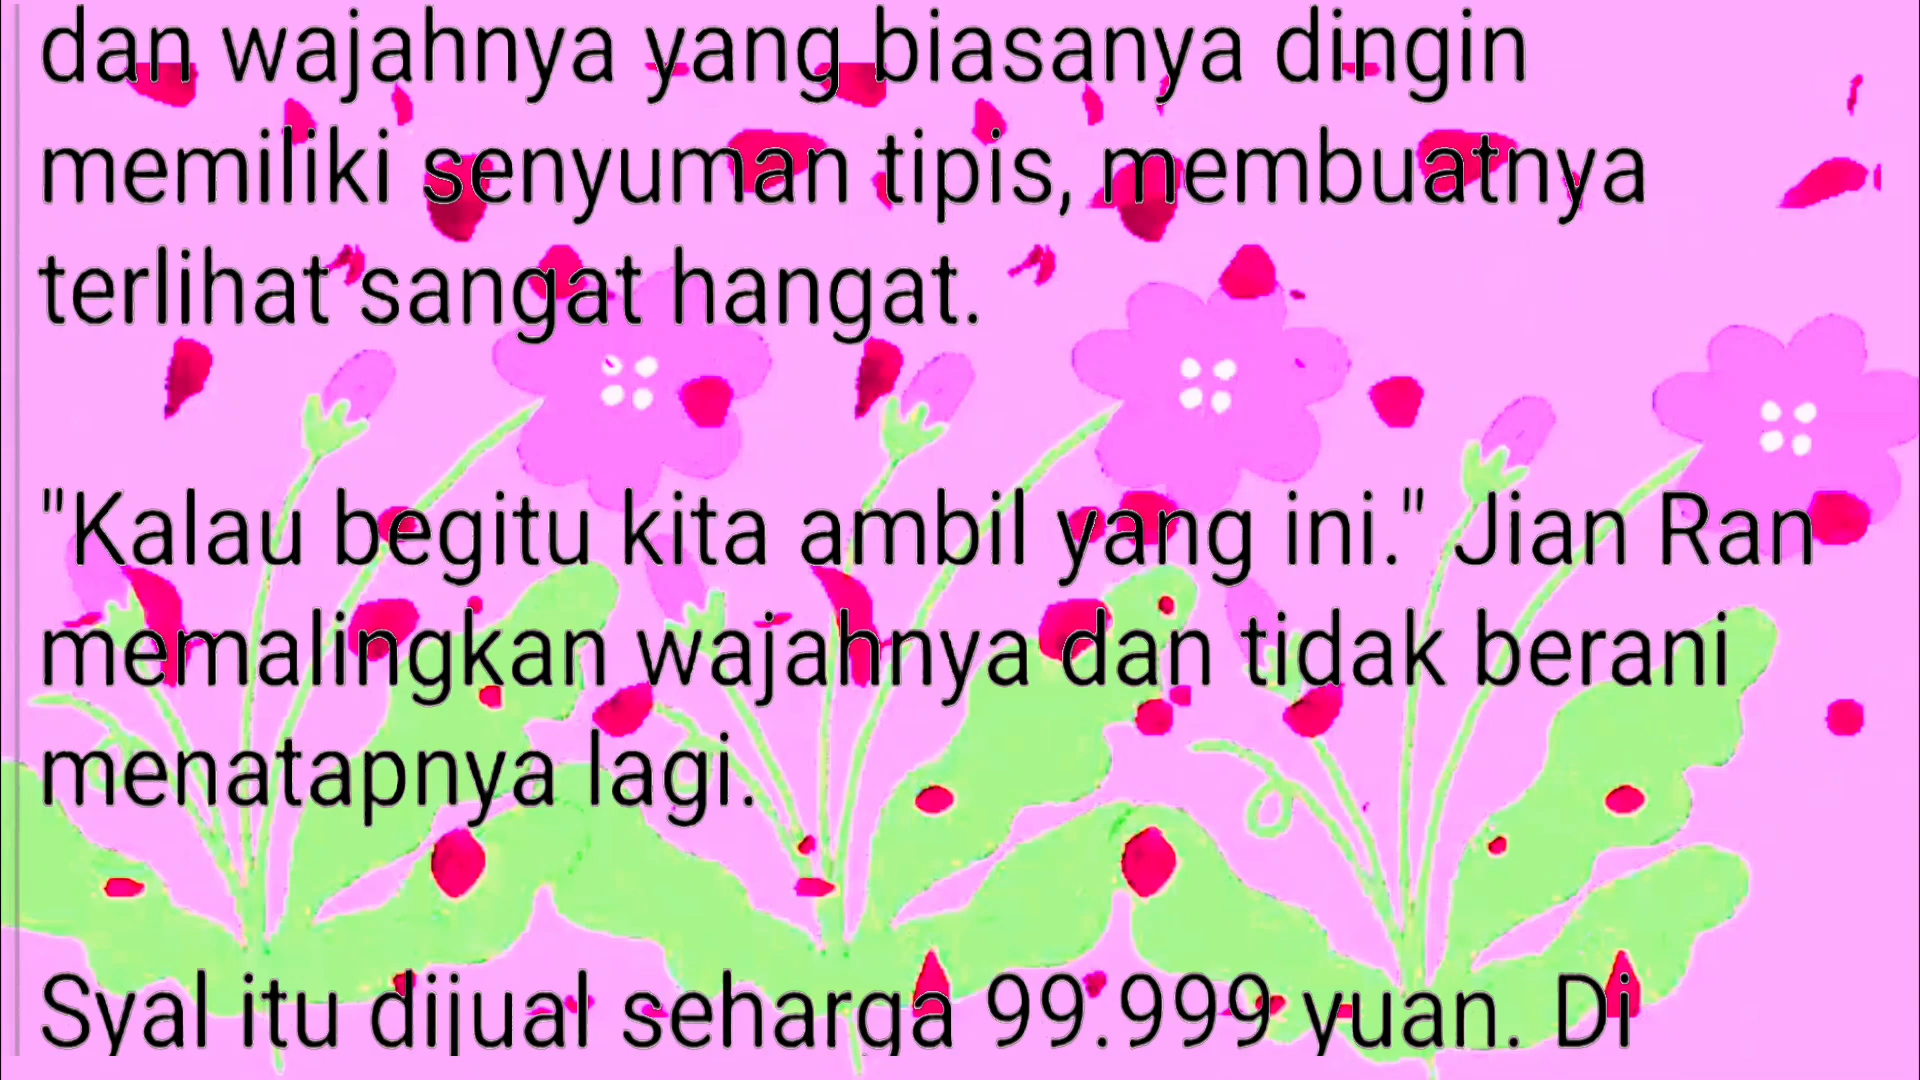 dan wajahnya yang biasanya dingin
memiliki senyuman tipis, membuatnya
terlihat sangat hangat.
"Kalau begitu kita ambil yang ini." Jian Ran
memalingkan wajahnya dan tidak berani
menatapnya lagi.
Syal itu dijual seharga 99.999 yuan. Di